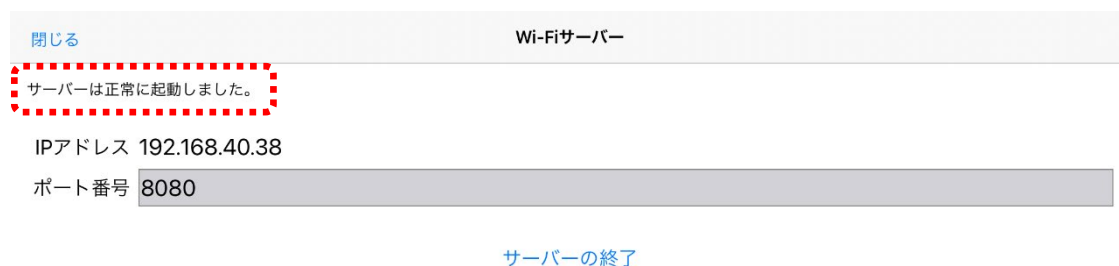 閉じる Wi-Fiサーバー
サーバーは正常に起動しました。
IPアドレス 192.168.40.38
ポート番号 8080
サーバーの終了